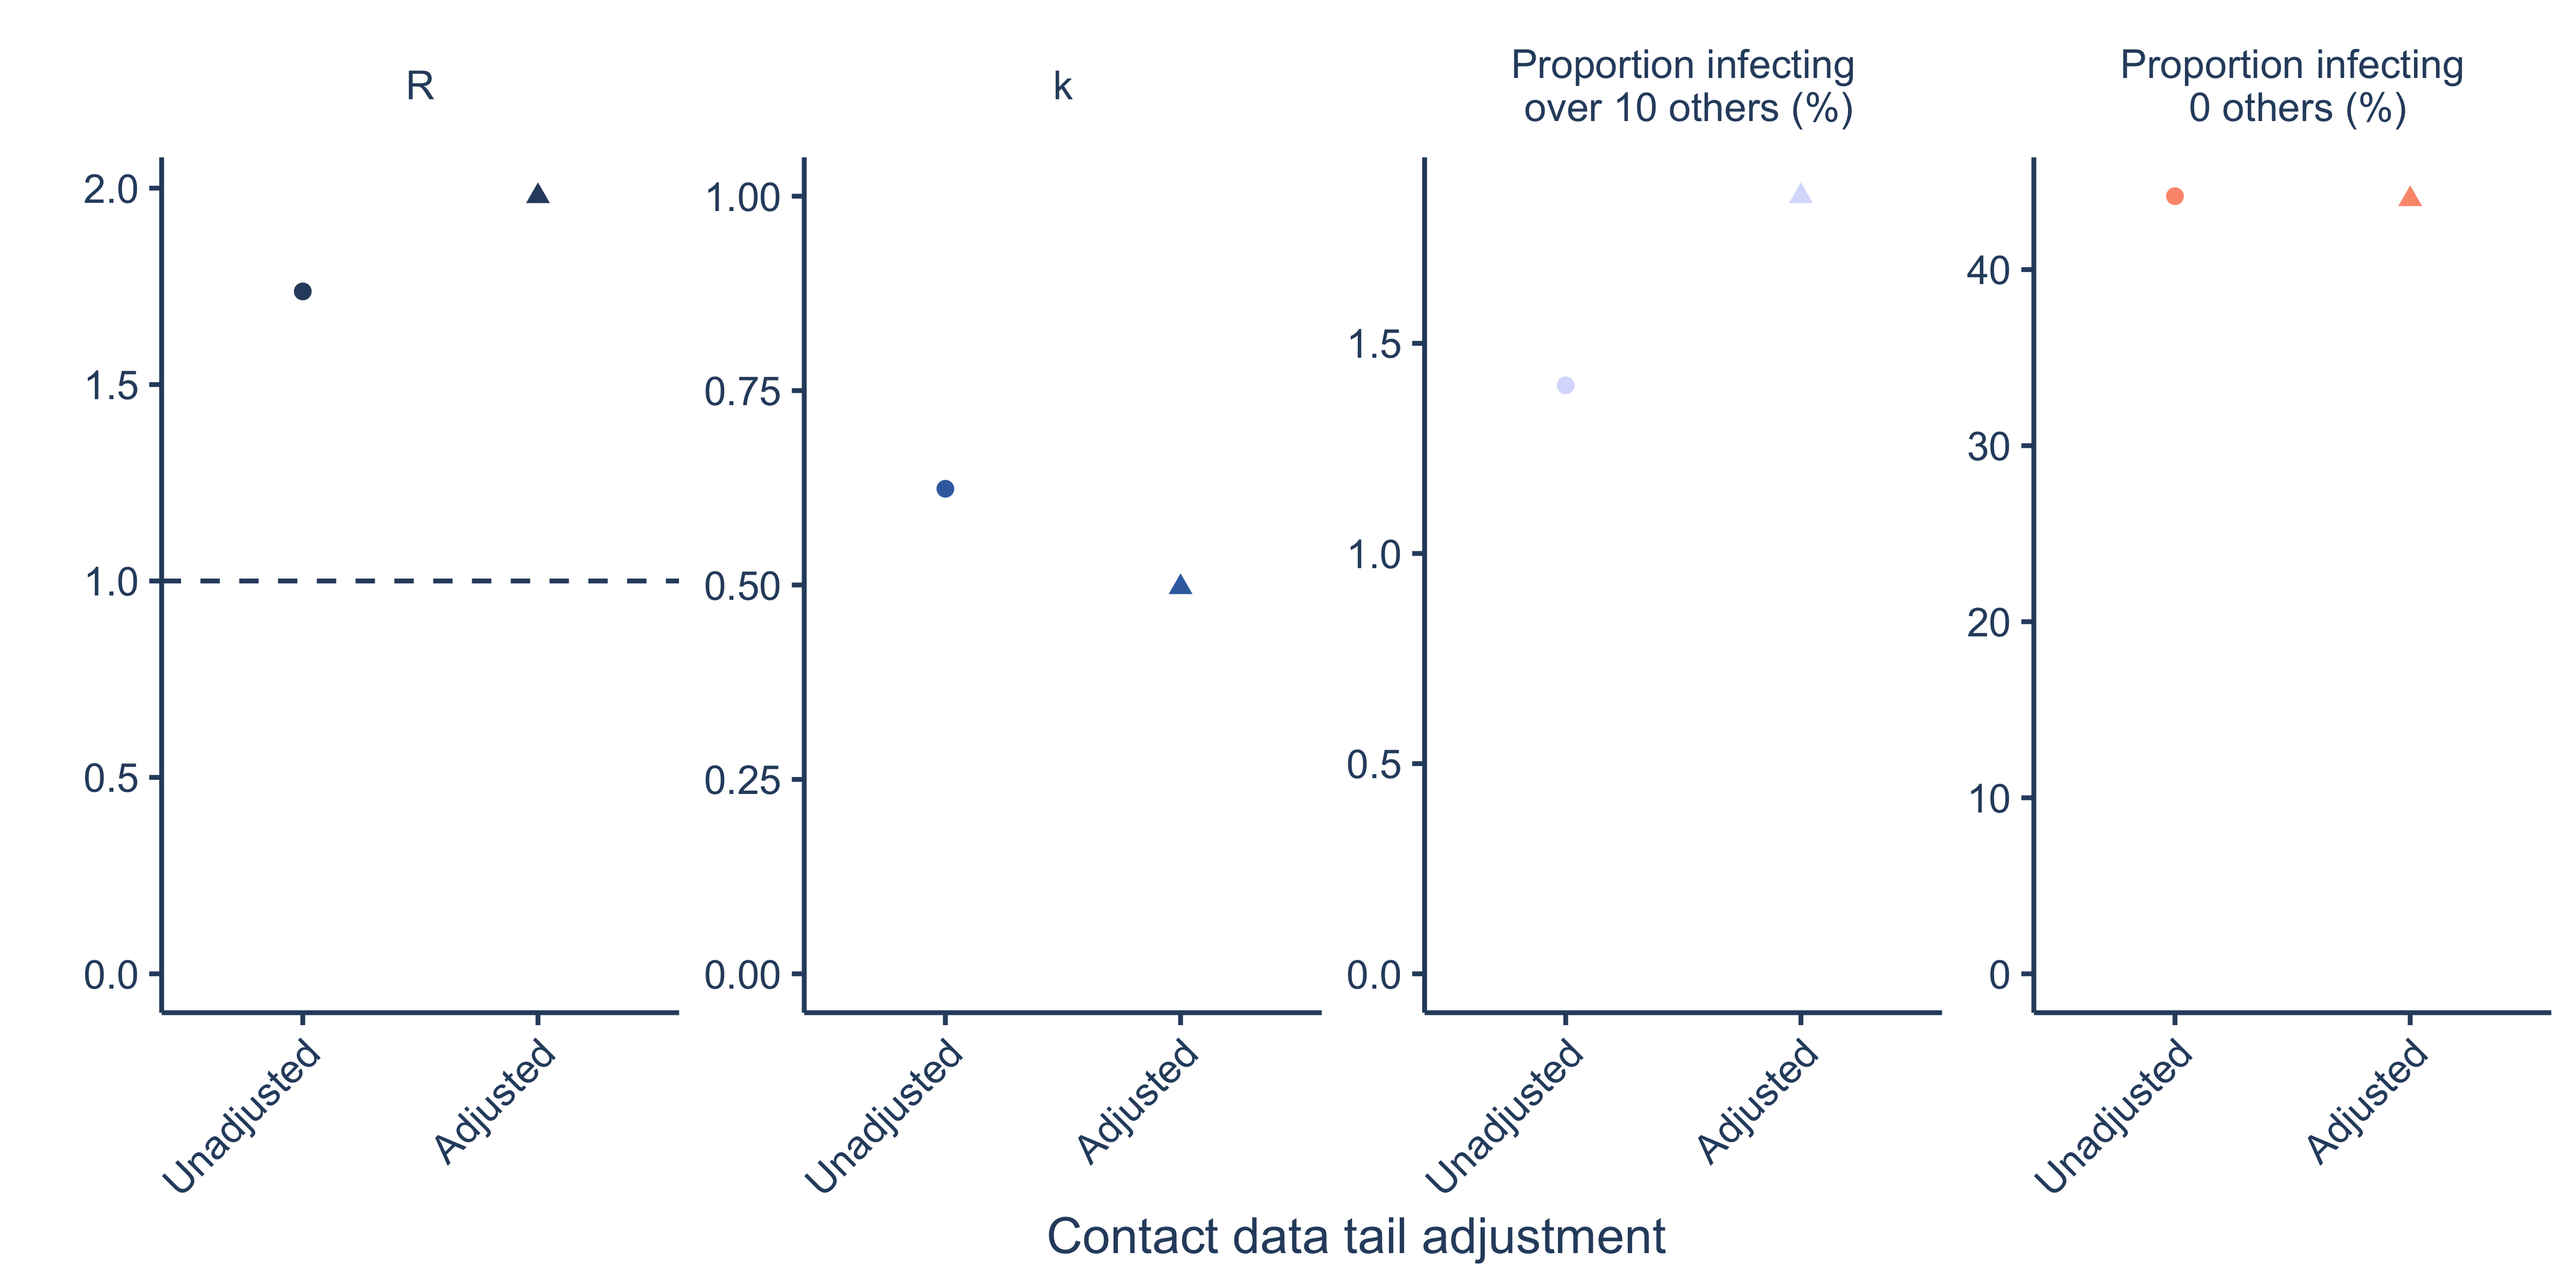 R
2.0
1.5
1.0
0.5
0.0
Unadjusted
Adjusted
k
1.00
0.75
0.50
0.25
0.00
Unadjusted
Adjusted
Proportion infecting
over 10 others (%)
1.5
1.0
0.5
0.0
Unadjusted
Adjusted
Proportion infecting
0 others (%)
40
30
20
10
0
Unadjusted
Adjusted
Contact data tail adjustment